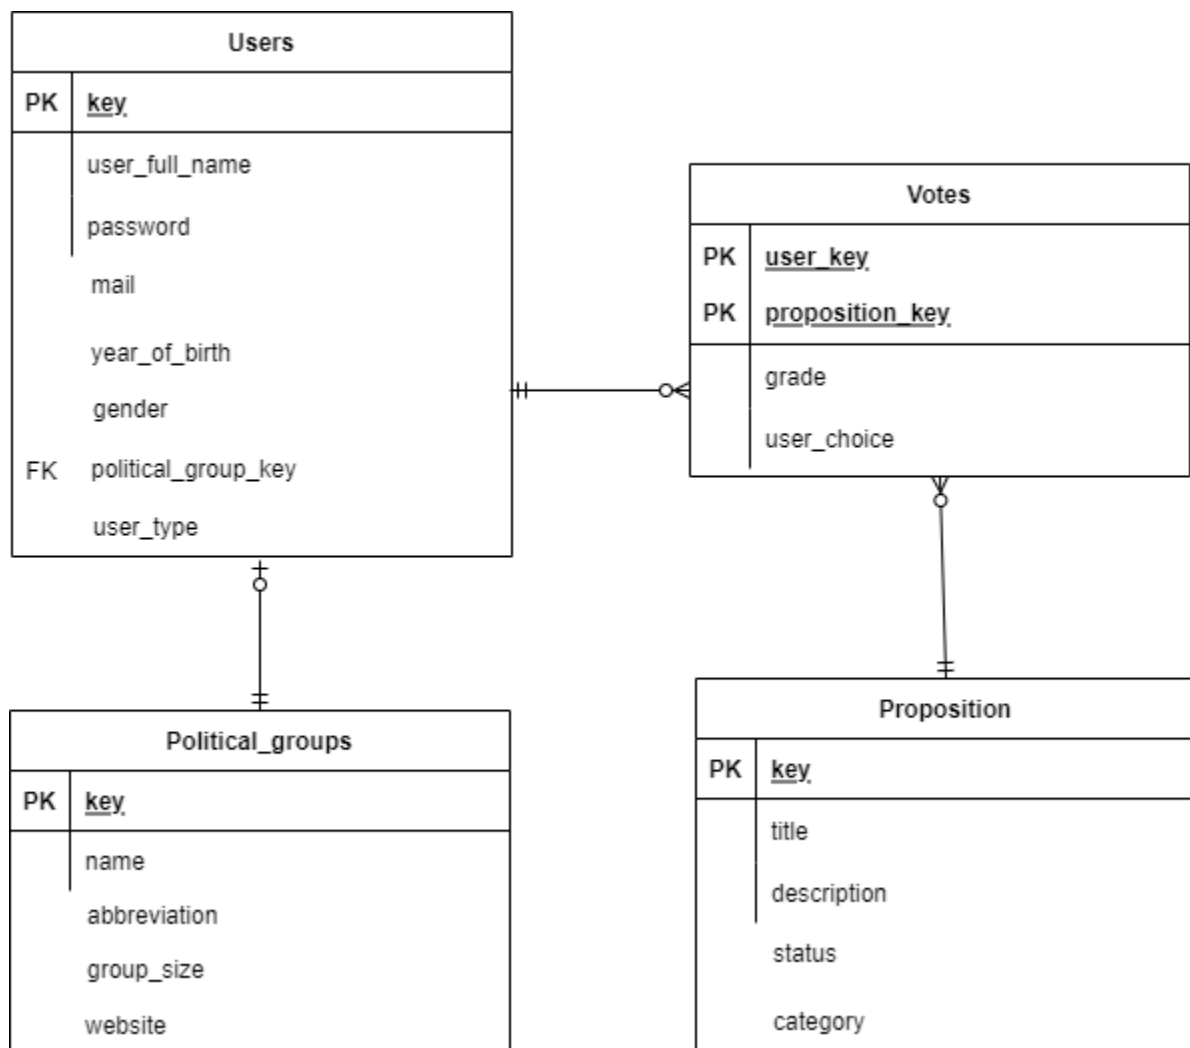 Users
PK key
user_full_name
password
mail
year_of_birth
gender
FK political_group_key
user_type
Votes
PK user_key
PK proposition_key
grade
user_choice
Political_groups
PK key
name
abbreviation
group_size
website
Proposition
PK key
title
description
status
category